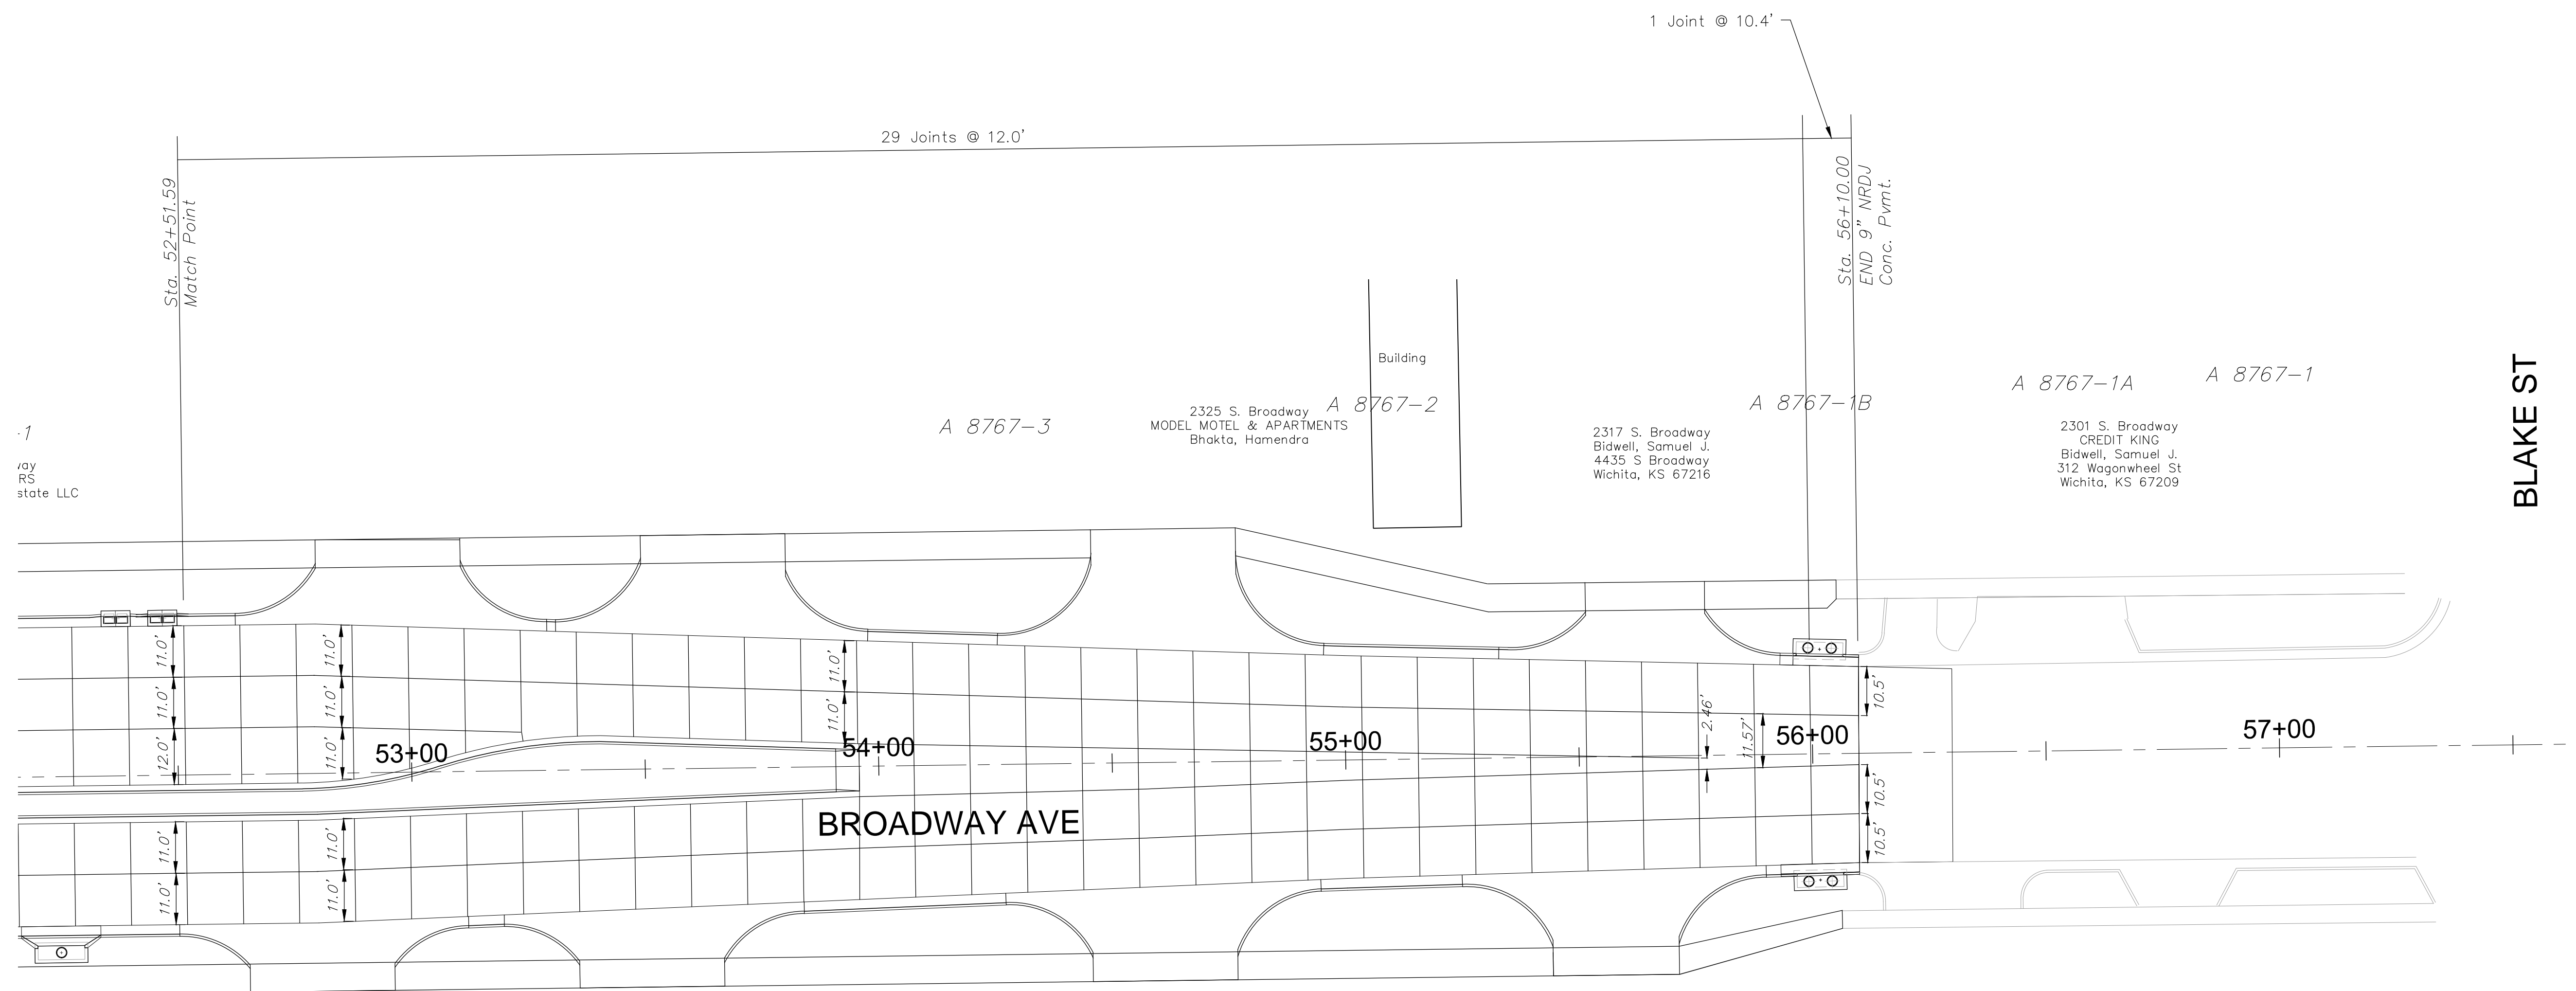 1 Joint @ 10.4'
29 Joints @ 12.0'
Sta. 52+51.59
Match Point
Sta. 56+10.00
END 9" NRDJ
Conc. Pvmt.
Building
A 8767-3
2325 S. Broadway
MODEL MOTEL & APARTMENTS
Bhakta, Hamendra
A 8767-2
2317 S. Broadway
Bidwell, Samuel J.
4435 S Broadway
Wichita, KS 67216
A 8767-1B
A 8767-1A
A 8767-1
2301 S. Broadway
CREDIT KING
Bidwell, Samuel J.
312 Wagonwheel St
Wichita, KS 67209
BLAKE ST
-1
way
RS
state LLC
11.0'
11.0'
12.0'
11.0'
11.0'
11.0'
11.0'
11.0'
53+00
54+00
55+00
56+00
57+00
2.46'
11.57'
10.5'
10.5'
10.5'
BROADWAY AVE
11.0'
11.0'
11.0'
11.0'